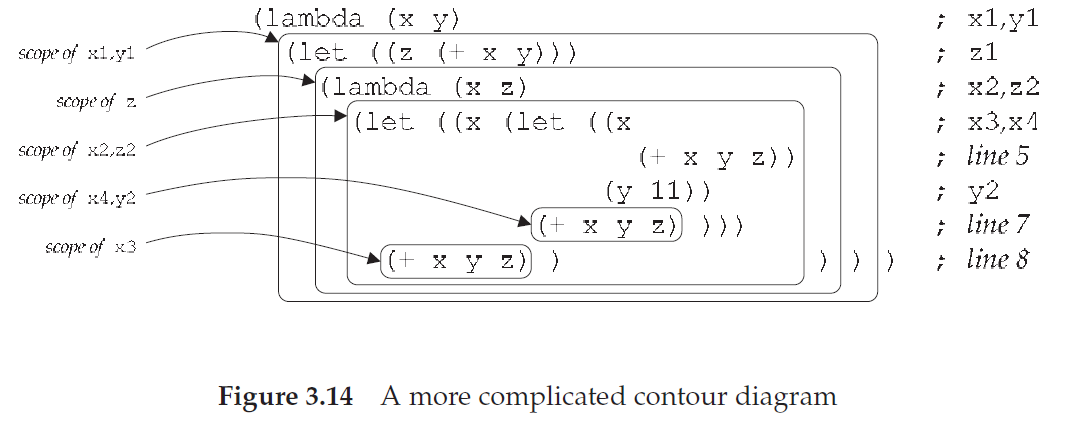 (lambda (x y) ; x1,y1
scope of x1,y1 (let ((z (+ x y))) ; z1
scope of z (lambda (x z) ; x2,z2
scope of x2,z2 (let ((x (let ((x ; x3,x4
(+ x y z)) ; line 5
scope of x4,y2 (y 11)) ; y2
(+ x y z) ))) ; line 7
scope of x3 (+ x y z) ) ) ) ) ; line 8
Figure 3.14 A more complicated contour diagram